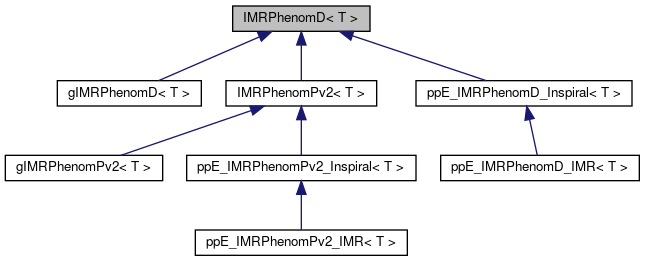 IMRPhenomD< T >
gIMRPhenomD< T >
IMRPhenomPv2< T >
ppE_IMRPhenomD_Inspiral< T >
gIMRPhenomPv2< T >
ppE_IMRPhenomPv2_Inspiral< T >
ppE_IMRPhenomD_IMR< T >
ppE_IMRPhenomPv2_IMR< T >